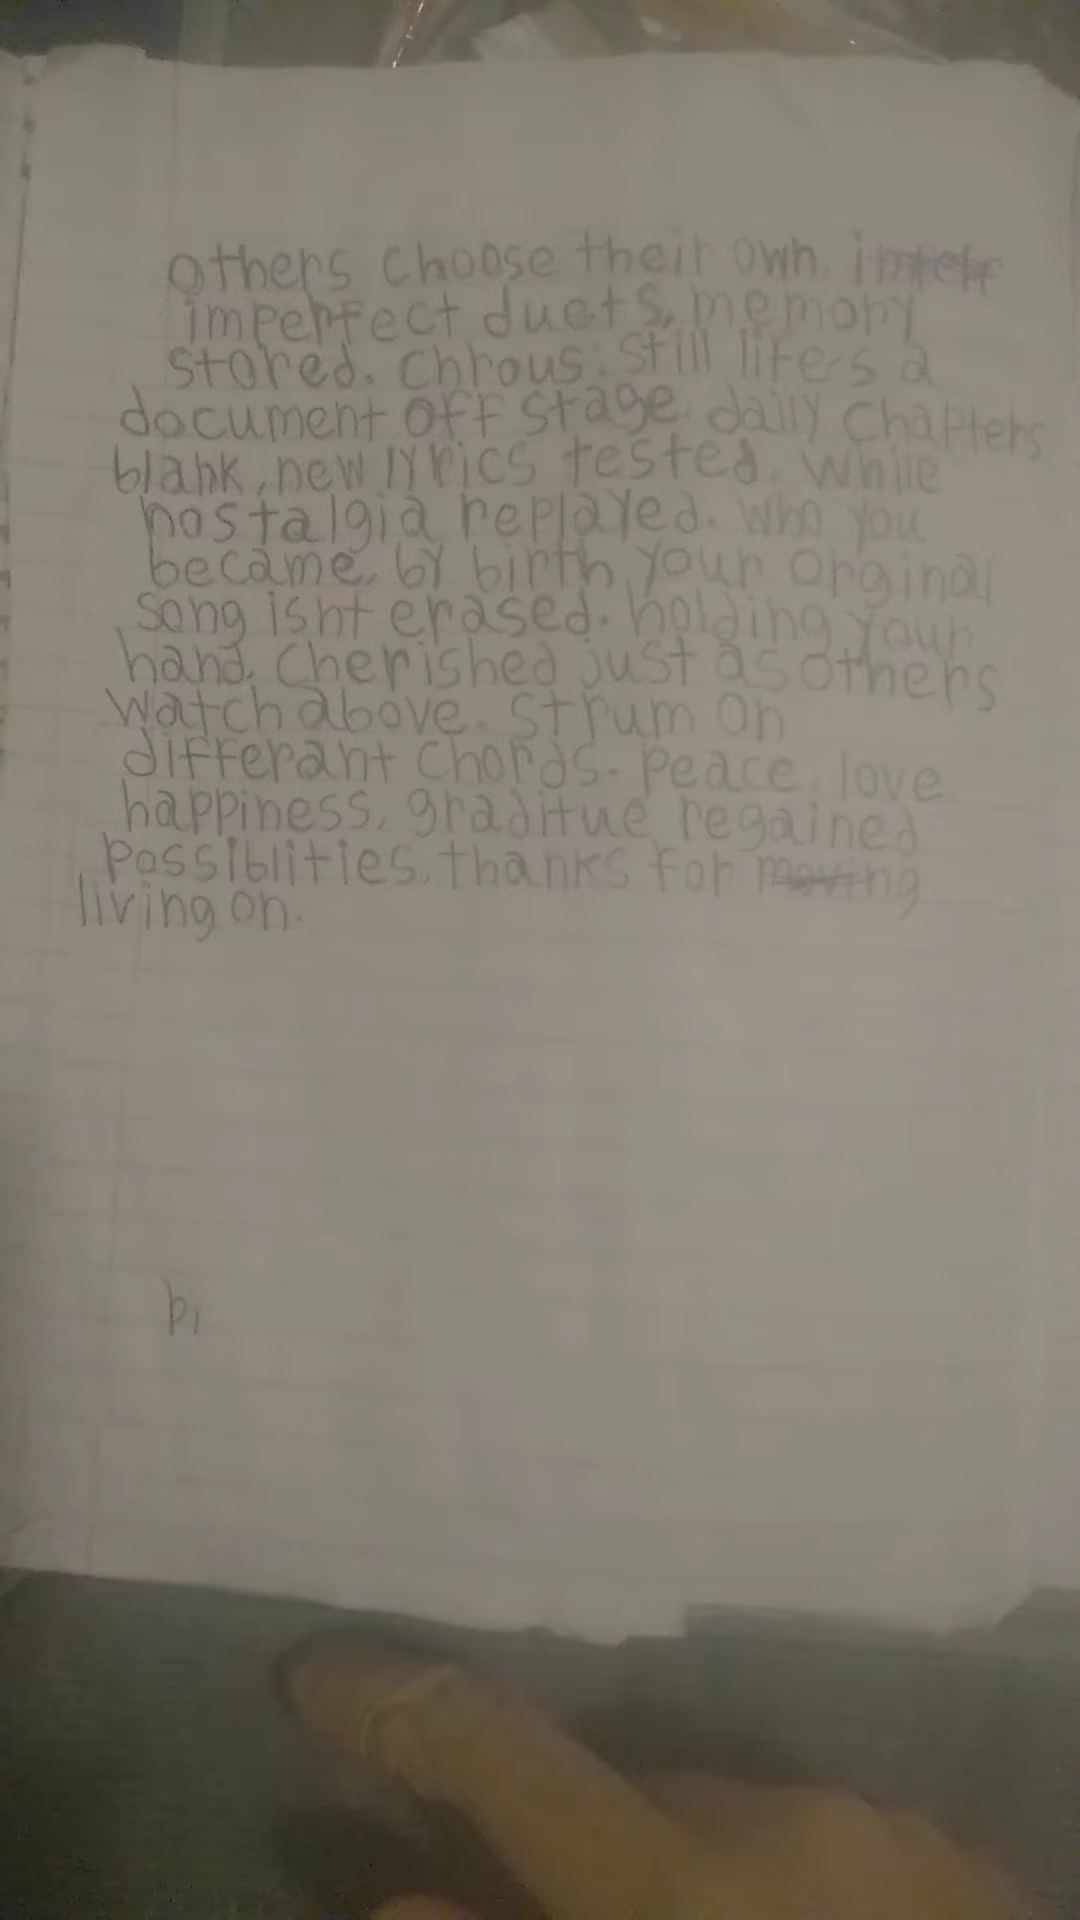 others choose their own. i
imperfect duets, memory
stored. chrous: still life-s a
document off stage. daily chapters
blank, new lyrics tested. while
nostalgia replayed. who you
became, by birth, your orginal
song isnt erased. holding your
hand. cherished just as others
watch above. strum on
differant chords. peace, love
happiness, graditue regained
possiblities, thanks for moving
living on.